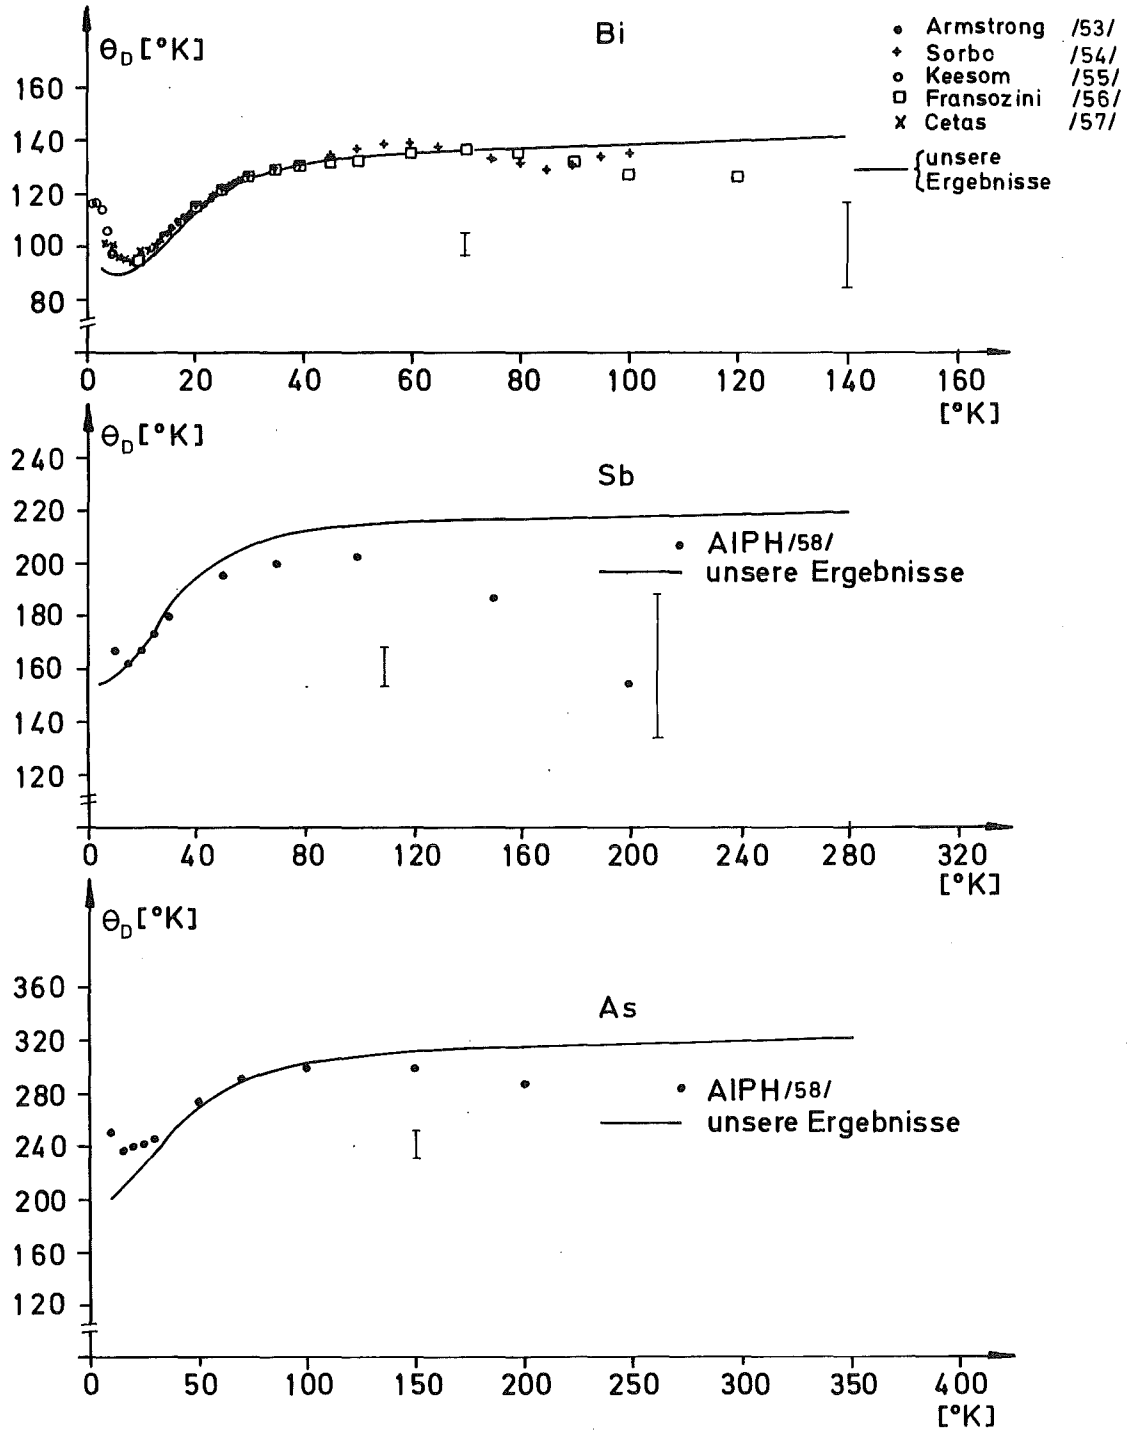 Bi
θD [°K]
Armstrong /53/
Sorbo /54/
Keesom /55/
Fransozini /56/
Cetas /57/
unsere
Ergebnisse
160
140
120
100
80
0 20 40 60 80 100 120 140 160
[°K]
θD [°K]
Sb
240
220
200
180
160
140
120
AIPH /58/
unsere Ergebnisse
0 40 80 120 160 200 240 280 320
[°K]
θD [°K]
As
360
320
280
240
200
160
120
AIPH /58/
unsere Ergebnisse
0 50 100 150 200 250 300 350 400
[°K]